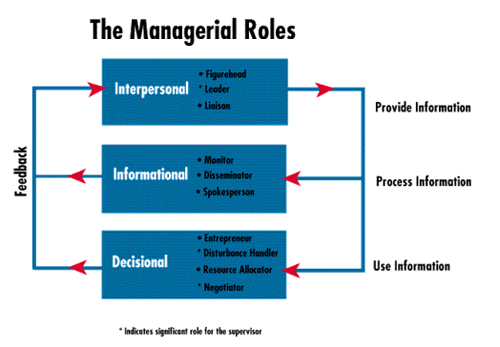 The Managerial Roles
Interpersonal
• Figurehead
* Leader
• Liaison
Provide Information
Feedback
Informational
• Monitor
• Disseminator
• Spokesperson
Process Information
Decisional
• Entrepreneur
* Disturbance Handler
• Resource Allocator
* Negotiator
Use Information
* Indicates significant role for the supervisor